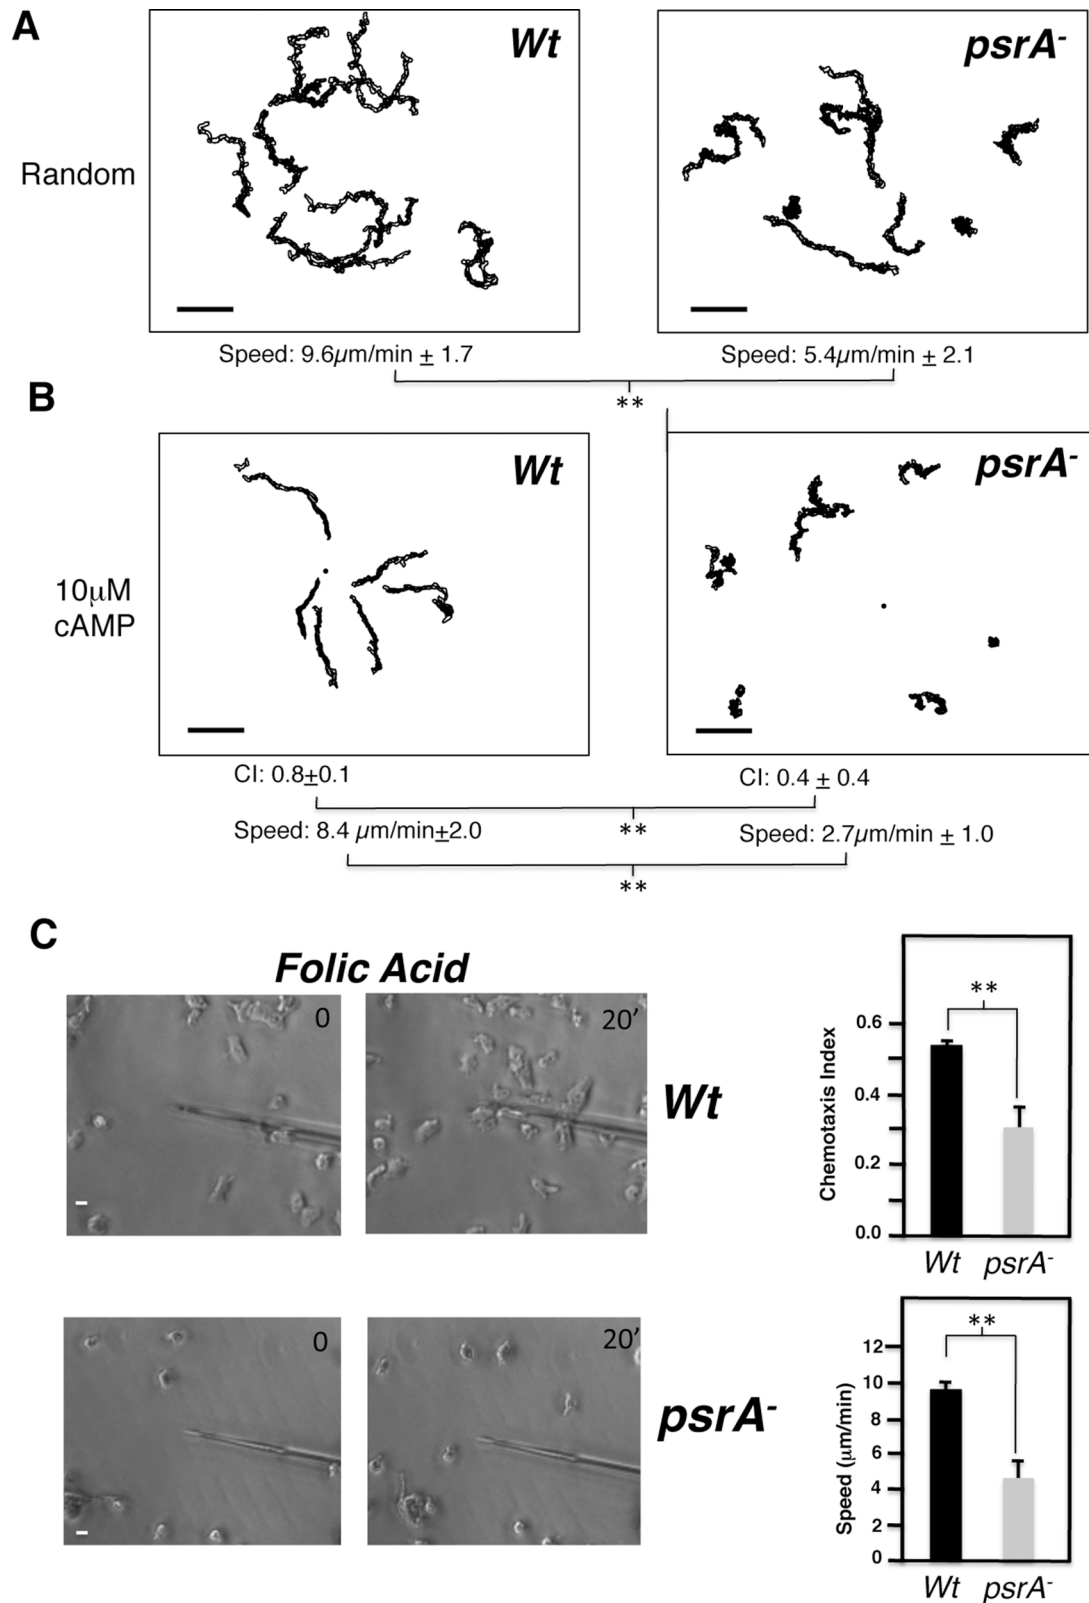 A
Wt
psrA-
Random
Speed: 9.6µm/min ± 1.7
Speed: 5.4µm/min ± 2.1
**
B
Wt
psrA-
10µM
cAMP
CI: 0.8±0.1
CI: 0.4 ± 0.4
**
Speed: 8.4 µm/min±2.0
Speed: 2.7µm/min ± 1.0
**
C
Folic Acid
0
20’
Wt
**
Chemotaxis Index
0.6
0.4
0.2
0.0
Wt psrA-
0
20’
psrA-
**
Speed (µm/min)
12
10
8
6
4
2
0
Wt psrA-